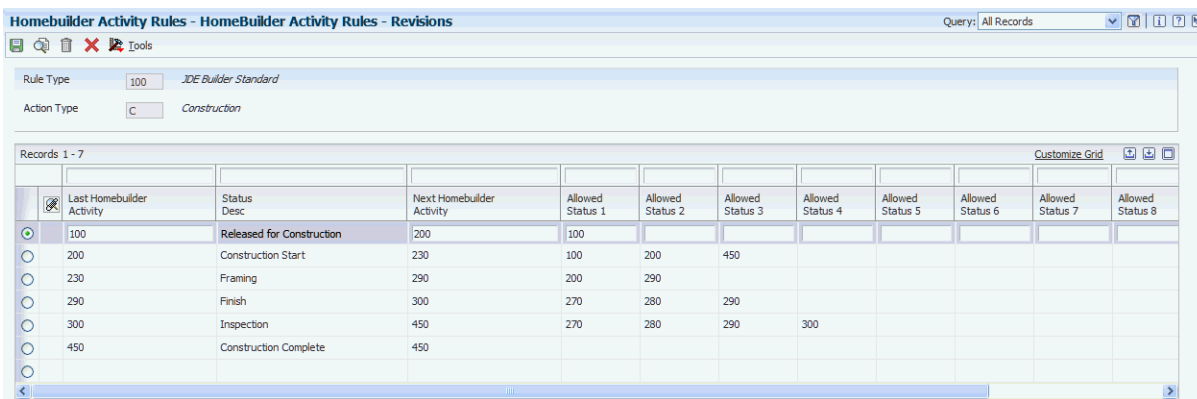 Homebuilder Activity Rules - HomeBuilder Activity Rules - Revisions Query: All Records
Tools
Rule Type 100 JDE Builder Standard
Action Type C Construction
Records 1 - 7 Customize Grid
Last Homebuilder Activity Status Desc Next Homebuilder Activity Allowed Status 1 Allowed Status 2 Allowed Status 3 Allowed Status 4 Allowed Status 5 Allowed Status 6 Allowed Status 7 Allowed Status 8
100 Released for Construction 200 100
200 Construction Start 230 100 200 450
230 Framing 290 200 290
290 Finish 300 270 280 290
300 Inspection 450 270 280 290 300
450 Construction Complete 450